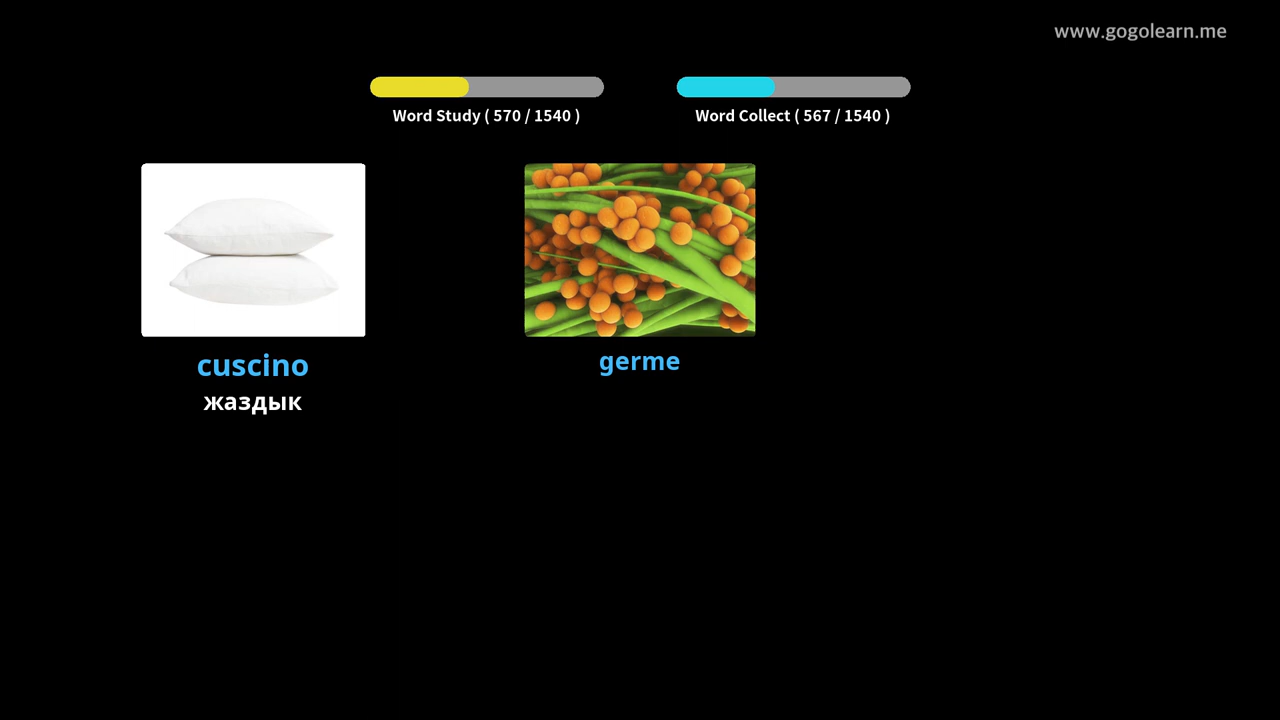 www.gogolearn.me
Word Study ( 570 / 1540 )
Word Collect ( 567 / 1540 )
cuscino
жаздык
germe